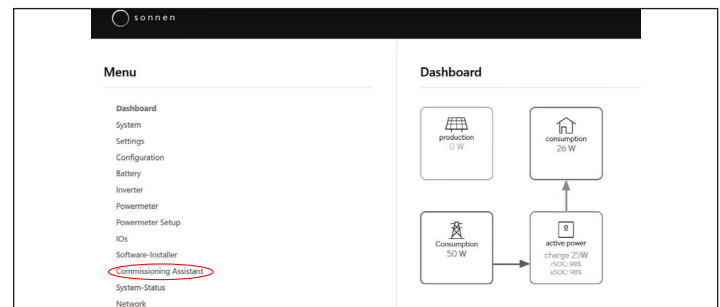 sonnen
Menu
Dashboard
System
Settings
Configuration
Battery
Inverter
Powermeter
Powermeter Setup
IOs
Software-Installer
Commissioning Assistant
System-Status
Network
Dashboard
production
0 W
consumption
26 W
Consumption
50 W
active power
charge 25W
rSOC: 98%
uSOC: 98%